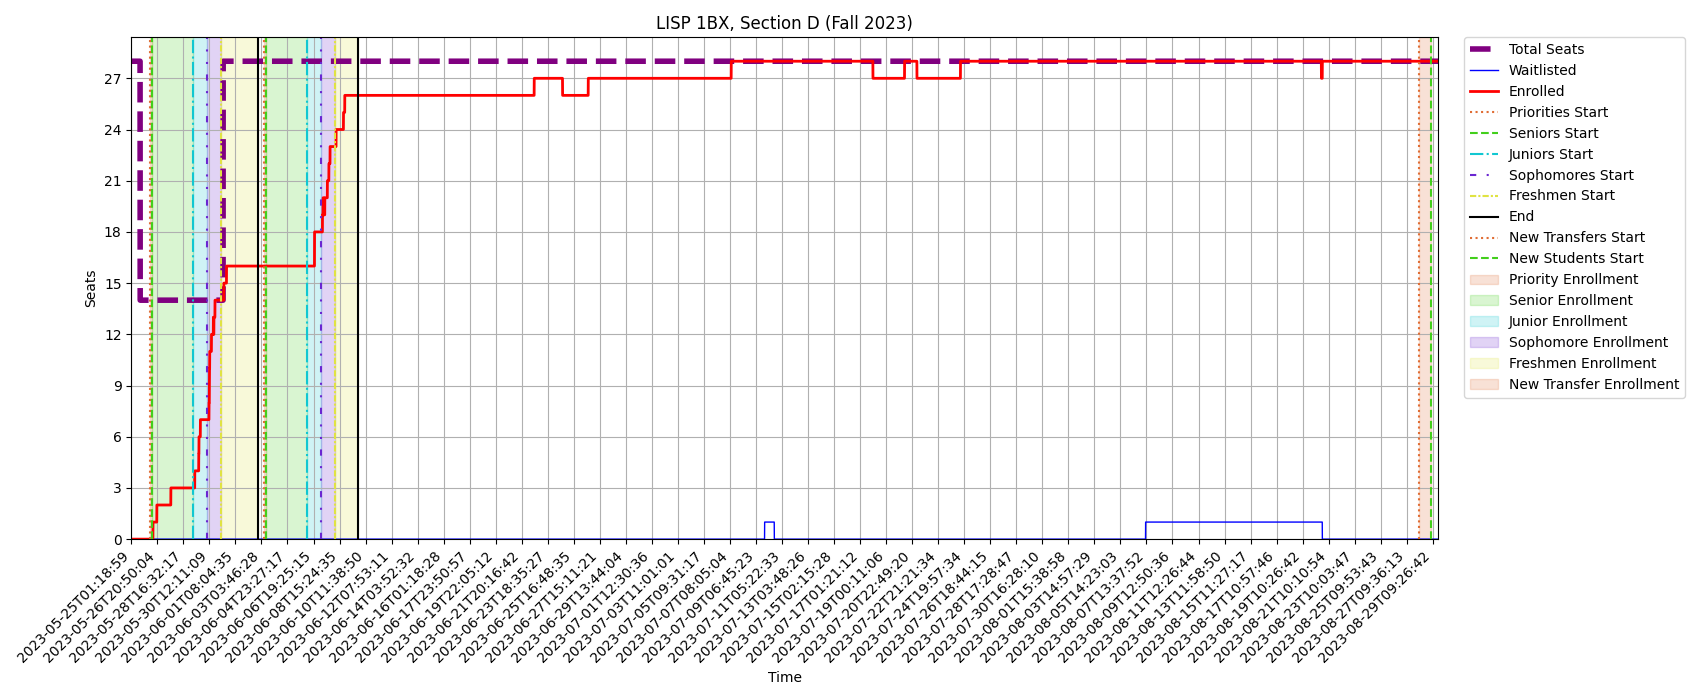 LISP 1BX, Section D (Fall 2023)
Seats
27
24
21
18
15
12
9
6
3
0
2023-05-25T01:18:59
2023-05-26T20:50:04
2023-05-28T16:32:17
2023-05-30T12:11:09
2023-06-01T08:04:35
2023-06-03T03:46:28
2023-06-04T23:27:17
2023-06-06T19:25:15
2023-06-08T15:24:35
2023-06-10T11:38:50
2023-06-12T07:53:11
2023-06-14T04:52:32
2023-06-16T01:18:28
2023-06-17T23:50:57
2023-06-19T22:05:12
2023-06-21T20:16:42
2023-06-23T18:35:27
2023-06-25T16:48:35
2023-06-27T15:11:21
2023-06-29T13:44:04
2023-07-01T12:30:36
2023-07-03T11:01:01
2023-07-05T09:31:17
2023-07-07T08:05:04
2023-07-09T06:45:23
2023-07-11T05:22:33
2023-07-13T03:48:26
2023-07-15T02:15:28
2023-07-17T01:21:12
2023-07-19T00:11:06
2023-07-20T22:49:20
2023-07-22T21:21:34
2023-07-24T19:57:34
2023-07-26T18:44:15
2023-07-28T17:28:47
2023-07-30T16:28:10
2023-08-01T15:38:58
2023-08-03T14:57:29
2023-08-05T14:23:03
2023-08-07T13:37:52
2023-08-09T12:50:36
2023-08-11T12:26:44
2023-08-13T11:58:50
2023-08-15T11:27:17
2023-08-17T10:57:46
2023-08-19T10:26:42
2023-08-21T10:10:54
2023-08-23T10:03:47
2023-08-25T09:53:43
2023-08-27T09:36:13
2023-08-29T09:26:42
Time
Total Seats
Waitlisted
Enrolled
Priorities Start
Seniors Start
Juniors Start
Sophomores Start
Freshmen Start
End
New Transfers Start
New Students Start
Priority Enrollment
Senior Enrollment
Junior Enrollment
Sophomore Enrollment
Freshmen Enrollment
New Transfer Enrollment